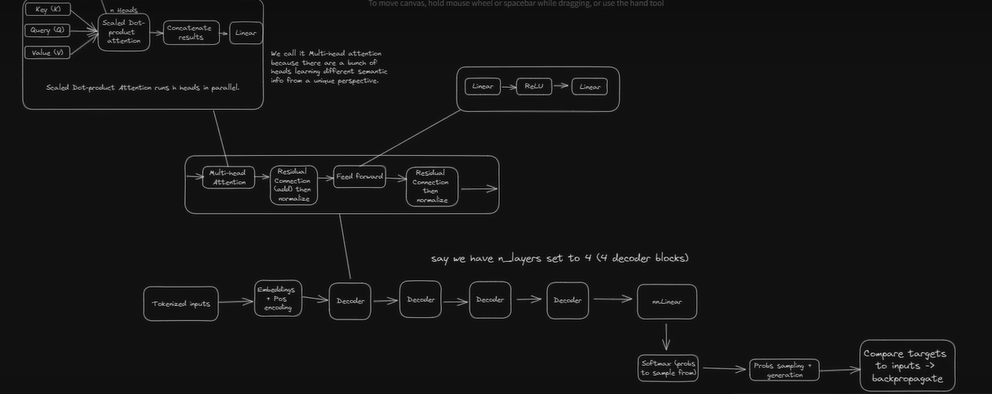 To move canvas, hold mouse wheel or spacebar while dragging, or use the hand tool
Key (K)
n Heads
Query (Q)
Value (V)
Scaled Dot-
product
attention
Concatenate
results
Linear
Scaled Dot-product Attention runs h heads in parallel.
We call it Multi-head attention
because there are a bunch of
heads learning different semantic
info from a unique perspective.
Linear
ReLU
Linear
Multi-head
Attention
Residual
Connection
(add) then
normalize
Feed forward
Residual
Connection
then
normalize
say we have n_layers set to 4 (4 decoder blocks)
Tokenized inputs
Embeddings
+ Pos
encoding
Decoder
Decoder
Decoder
Decoder
nn.Linear
Softmax (probs
to sample from)
Probs sampling +
generation
Compare targets
to inputs ->
backpropagate